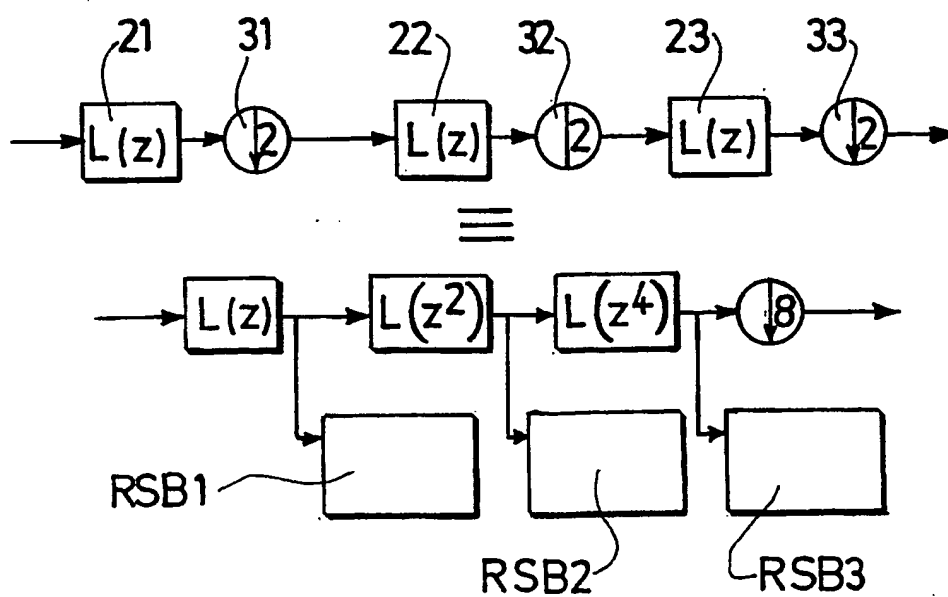 21 31 22 32 23 33
L(z) ↓2 L(z) 2 L(z) ↓2
≡
L(z) L(z²) L(z⁴) ↓8
RSB1
RSB2 RSB3